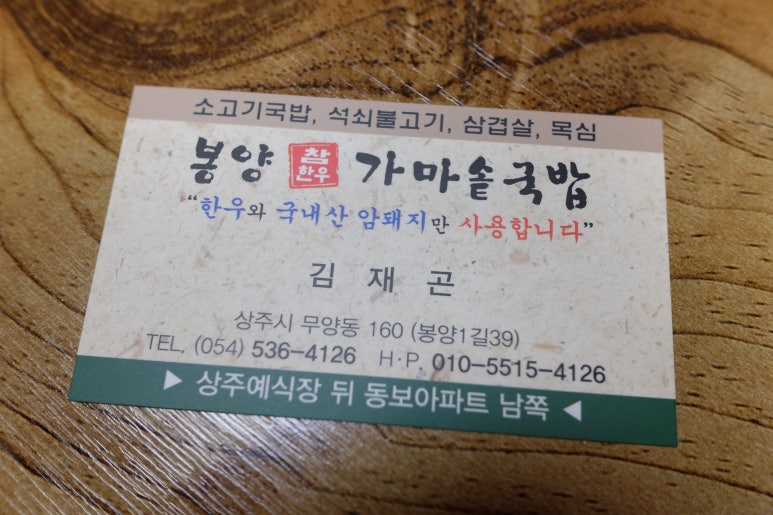 소고기국밥, 석쇠불고기, 삼겹살, 목심
봉양 참한우 가마솥국밥
“한우와 국내산 암돼지만 사용합니다”
김 재 곤
상주시 무양동 160 (봉양1길39)
TEL. (054) 536-4126 H·P. 010-5515-4126
▶ 상주예식장 뒤 동보아파트 남쪽 ◀